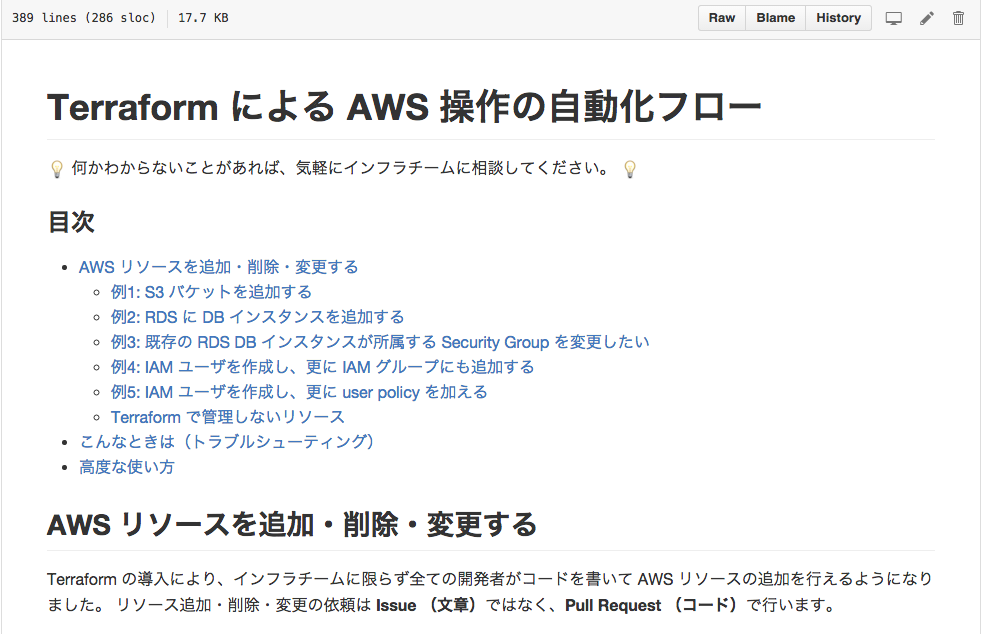 389 lines (286 sloc) 17.7 KB Raw Blame History
Terraform による AWS 操作の自動化フロー
何かわからないことがあれば、気軽にインフラチームに相談してください。
目次
AWS リソースを追加・削除・変更する
例1: S3 バケットを追加する
例2: RDS に DB インスタンスを追加する
例3: 既存の RDS DB インスタンスが所属する Security Group を変更したい
例4: IAM ユーザを作成し、更に IAM グループにも追加する
例5: IAM ユーザを作成し、更に user policy を加える
Terraform で管理しないリソース
こんなときは（トラブルシューティング）
高度な使い方
AWS リソースを追加・削除・変更する
Terraform の導入により、インフラチームに限らず全ての開発者がコードを書いて AWS リソースの追加を行えるようになり
ました。 リソース追加・削除・変更の依頼は Issue （文章）ではなく、Pull Request （コード）で行います。